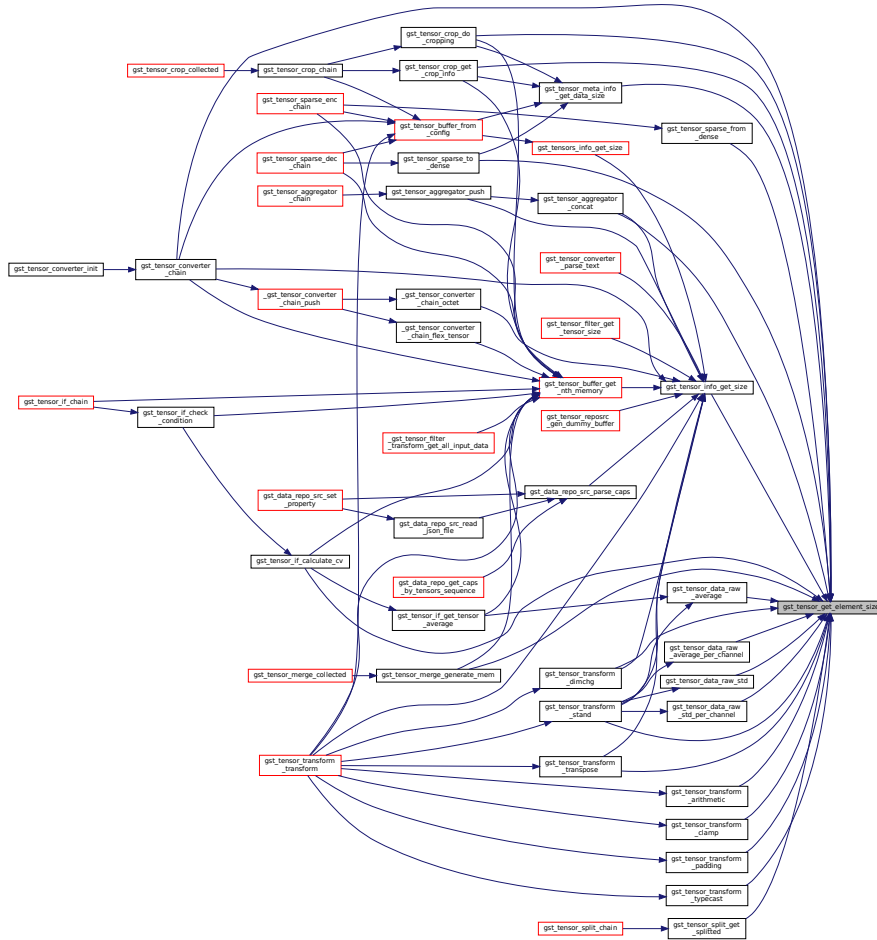 gst_tensor_crop_do
_cropping
gst_tensor_crop_collected
gst_tensor_crop_chain
gst_tensor_crop_get
_crop_info
gst_tensor_meta_info
_get_data_size
gst_tensor_sparse_enc
_chain
gst_tensor_buffer_from
_config
gst_tensor_sparse_from
_dense
gst_tensors_info_get_size
gst_tensor_sparse_dec
_chain
gst_tensor_sparse_to
_dense
gst_tensor_aggregator
_chain
gst_tensor_aggregator_push
gst_tensor_aggregator
_concat
gst_tensor_converter_init
gst_tensor_converter
_chain
gst_tensor_converter
_parse_text
_gst_tensor_converter
_chain_push
_gst_tensor_converter
_chain_octet
_gst_tensor_converter
_chain_flex_tensor
gst_tensor_filter_get
_tensor_size
gst_tensor_buffer_get
_nth_memory
gst_tensor_info_get_size
gst_tensor_if_chain
gst_tensor_if_check
_condition
gst_tensor_reposrc
_gen_dummy_buffer
_gst_tensor_filter
_transform_get_all_input_data
gst_data_repo_src_set
_property
gst_data_repo_src_parse_caps
gst_data_repo_src_read
_json_file
gst_tensor_if_calculate_cv
gst_data_repo_get_caps
_by_tensors_sequence
gst_tensor_data_raw
_average
gst_tensor_get_element_size
gst_tensor_if_get_tensor
_average
gst_tensor_data_raw
_average_per_channel
gst_tensor_merge_collected
gst_tensor_merge_generate_mem
gst_tensor_transform
_dimchg
gst_tensor_data_raw_std
gst_tensor_transform
_stand
gst_tensor_data_raw
_std_per_channel
gst_tensor_transform
_transform
gst_tensor_transform
_transpose
gst_tensor_transform
_arithmetic
gst_tensor_transform
_clamp
gst_tensor_transform
_padding
gst_tensor_transform
_typecast
gst_tensor_split_chain
gst_tensor_split_get
_splitted